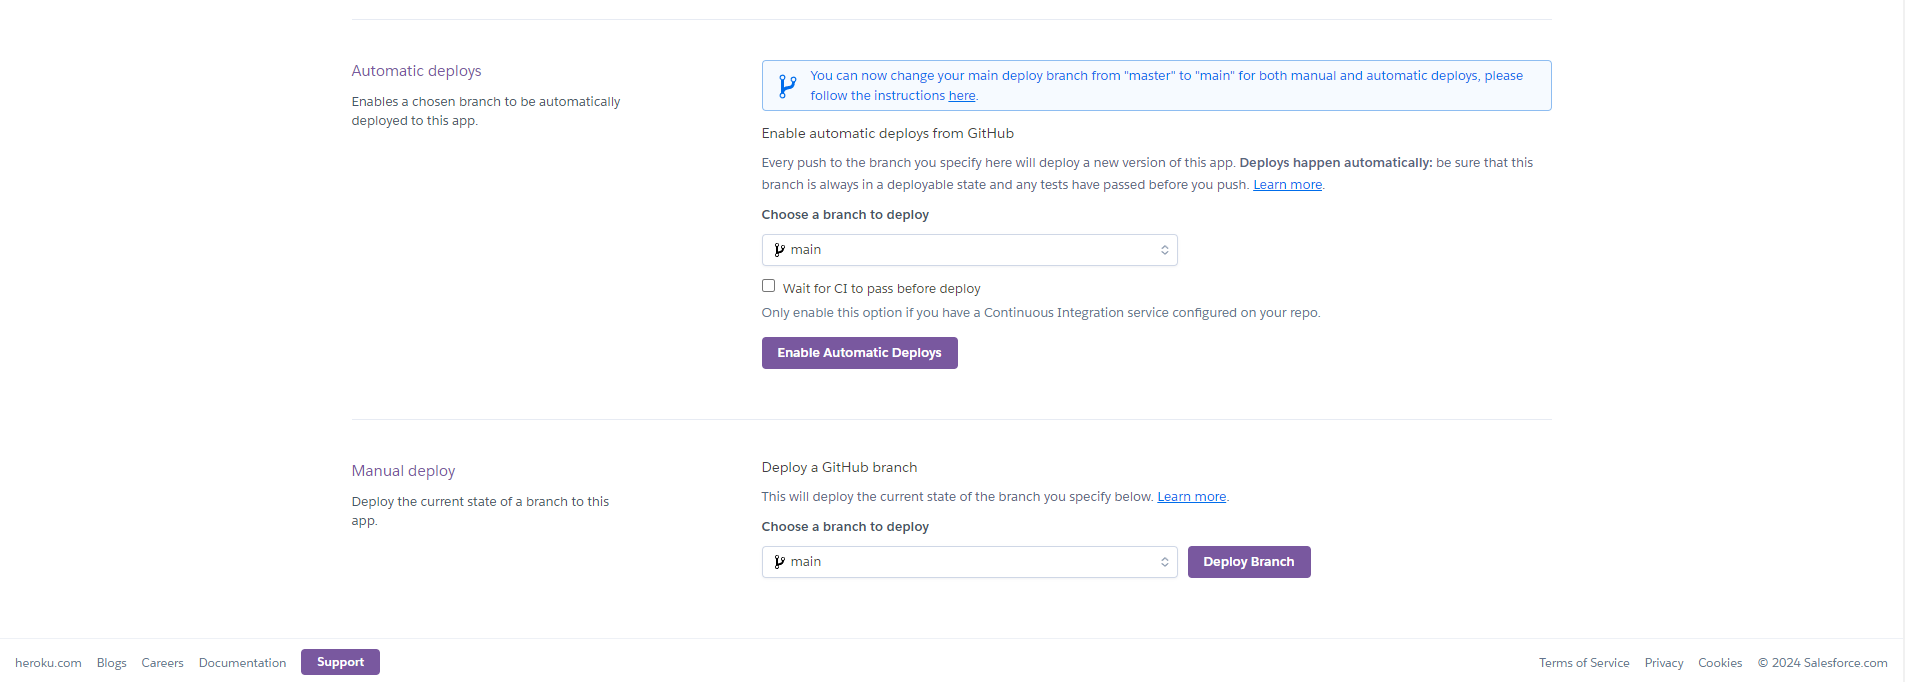 Automatic deploys
Enables a chosen branch to be automatically
deployed to this app.
You can now change your main deploy branch from "master" to "main" for both manual and automatic deploys, please
follow the instructions here.
Enable automatic deploys from GitHub
Every push to the branch you specify here will deploy a new version of this app. Deploys happen automatically: be sure that this
branch is always in a deployable state and any tests have passed before you push. Learn more.
Choose a branch to deploy
main
Wait for CI to pass before deploy
Only enable this option if you have a Continuous Integration service configured on your repo.
Enable Automatic Deploys
Manual deploy
Deploy the current state of a branch to this
app.
Deploy a GitHub branch
This will deploy the current state of the branch you specify below. Learn more.
Choose a branch to deploy
main
Deploy Branch
heroku.com Blogs Careers Documentation Support Terms of Service Privacy Cookies © 2024 Salesforce.com